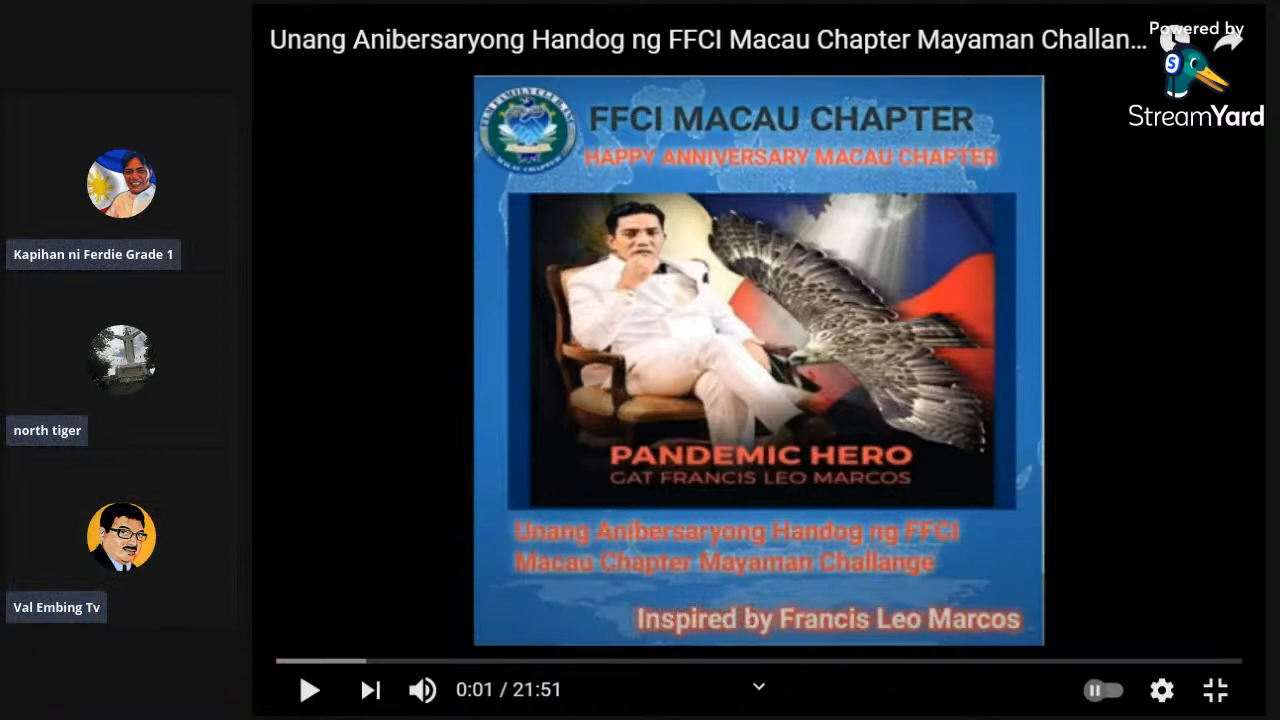 Unang Anibersaryong Handog ng FFCI Macau Chapter Mayaman Challan...
Powered by
S
StreamYard
FFCI MACAU CHAPTER
HAPPY ANNIVERSARY MACAU CHAPTER
MACAU CHAPTER
Kapihan ni Ferdie Grade 1
north tiger
Val Embing Tv
PANDEMIC HERO
GAT FRANCIS LEO MARCOS
Unang Anibersaryong Handog ng FFCI
Macau Chapter Mayaman Challange
Inspired by Francis Leo Marcos
0:01 / 21:51